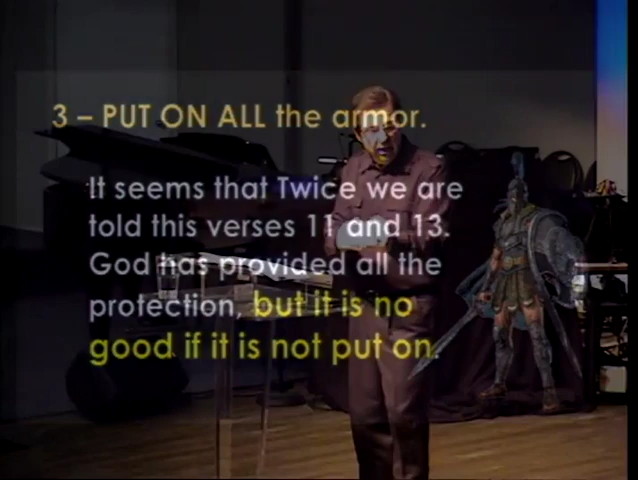 3 – PUT ON ALL the armor.
It seems that Twice we are
told this verses 11 and 13.
God has provided all the
protection, but it is no
good if it is not put on.